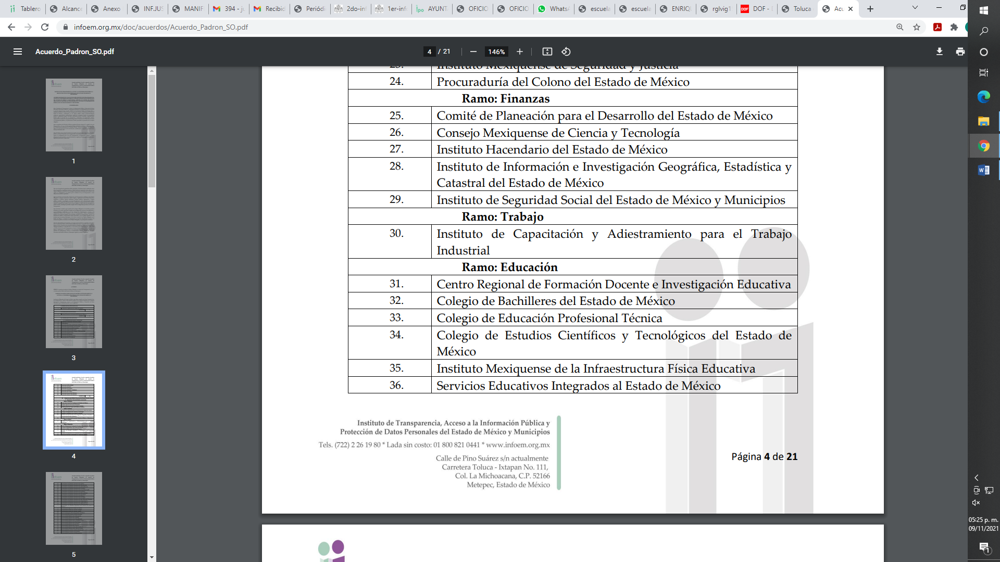 Tablero
Alcance
Anexo
INFJUS
MANIF
394 - ju
Recibid
Periódi
2do-in
1er-inf
AYUNT
OFICIO
OFICIO
WhatsA
escuela
escuela
ENRIQU
rglvig1
DOF - 
Toluca
Acu
infoem.org.mx/doc/acuerdos/Acuerdo_Padron_SO.pdf
Acuerdo_Padron_SO.pdf
4 / 21
146%
23. Instituto Mexiquense de Seguridad y Justicia
24. Procuraduría del Colono del Estado de México
Ramo: Finanzas
25. Comité de Planeación para el Desarrollo del Estado de México
26. Consejo Mexiquense de Ciencia y Tecnología
27. Instituto Hacendario del Estado de México
28. Instituto de Información e Investigación Geográfica, Estadística y
Catastral del Estado de México
29. Instituto de Seguridad Social del Estado de México y Municipios
Ramo: Trabajo
30. Instituto de Capacitación y Adiestramiento para el Trabajo
Industrial
Ramo: Educación
31. Centro Regional de Formación Docente e Investigación Educativa
32. Colegio de Bachilleres del Estado de México
33. Colegio de Educación Profesional Técnica
34. Colegio de Estudios Científicos y Tecnológicos del Estado de
México
35. Instituto Mexiquense de la Infraestructura Física Educativa
36. Servicios Educativos Integrados al Estado de México
Instituto de Transparencia, Acceso a la Información Pública y
Protección de Datos Personales del Estado de México y Municipios
Tels. (722) 2 26 19 80 * Lada sin costo: 01 800 821 0441 * www.infoem.org.mx
Calle de Pino Suárez s/n actualmente
Carretera Toluca - Ixtapan No. 111,
Col. La Michoacana, C.P. 52166
Metepec, Estado de México
Página 4 de 21
1
2
3
4
5
05:25 p. m.
09/11/2021
1